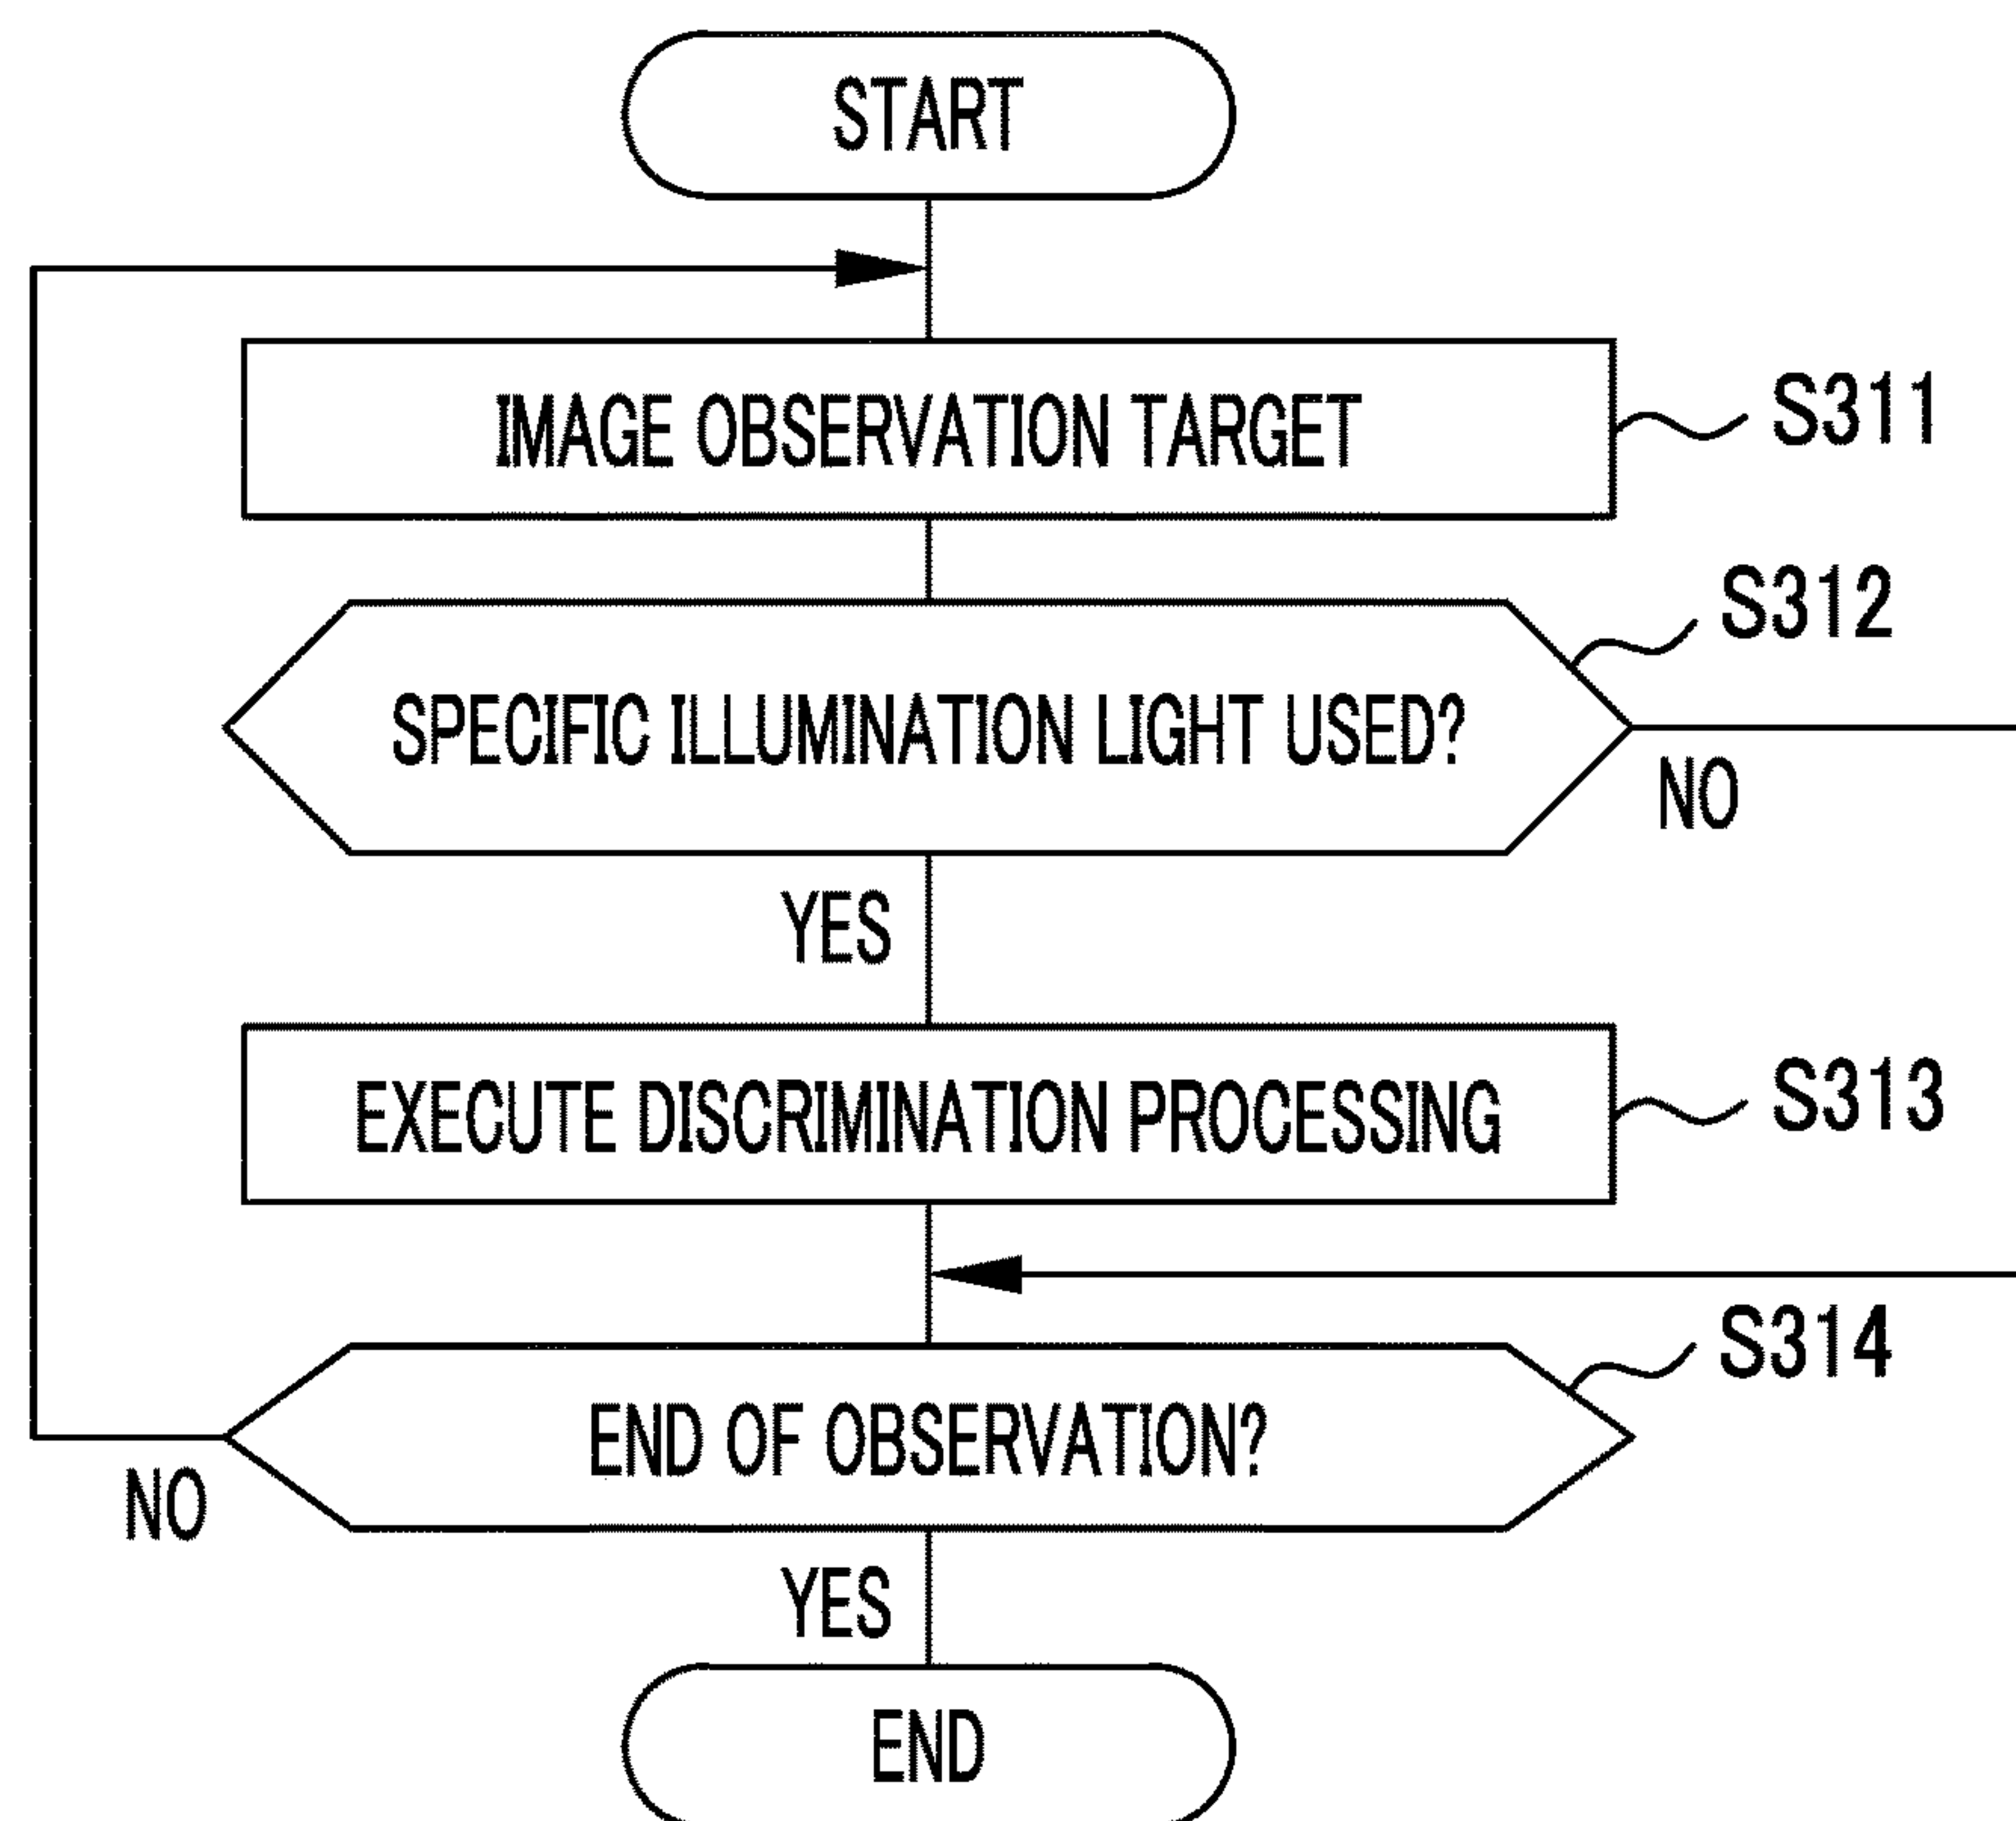 START
IMAGE OBSERVATION TARGET
S311
S312
SPECIFIC ILLUMINATION LIGHT USED?
NO
YES
EXECUTE DISCRIMINATION PROCESSING
S313
S314
END OF OBSERVATION?
NO
YES
END